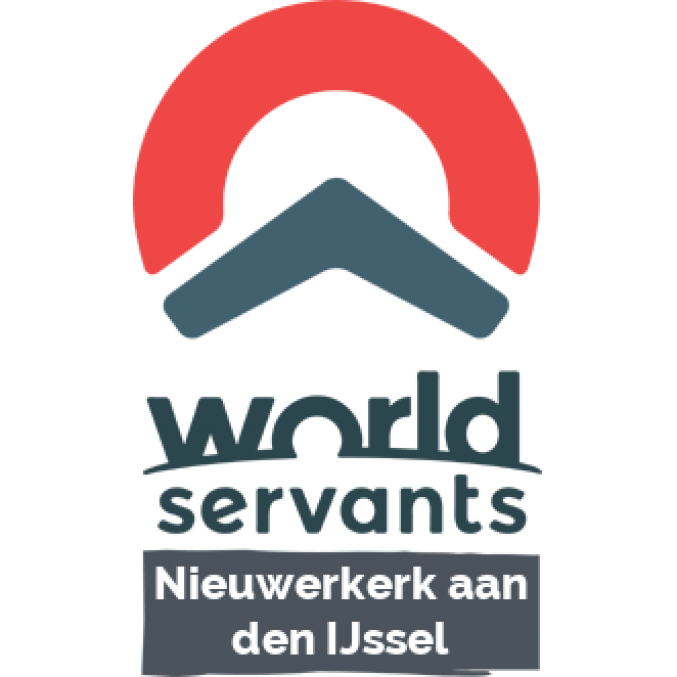 world
servants
Nieuwerkerk aan
den IJssel